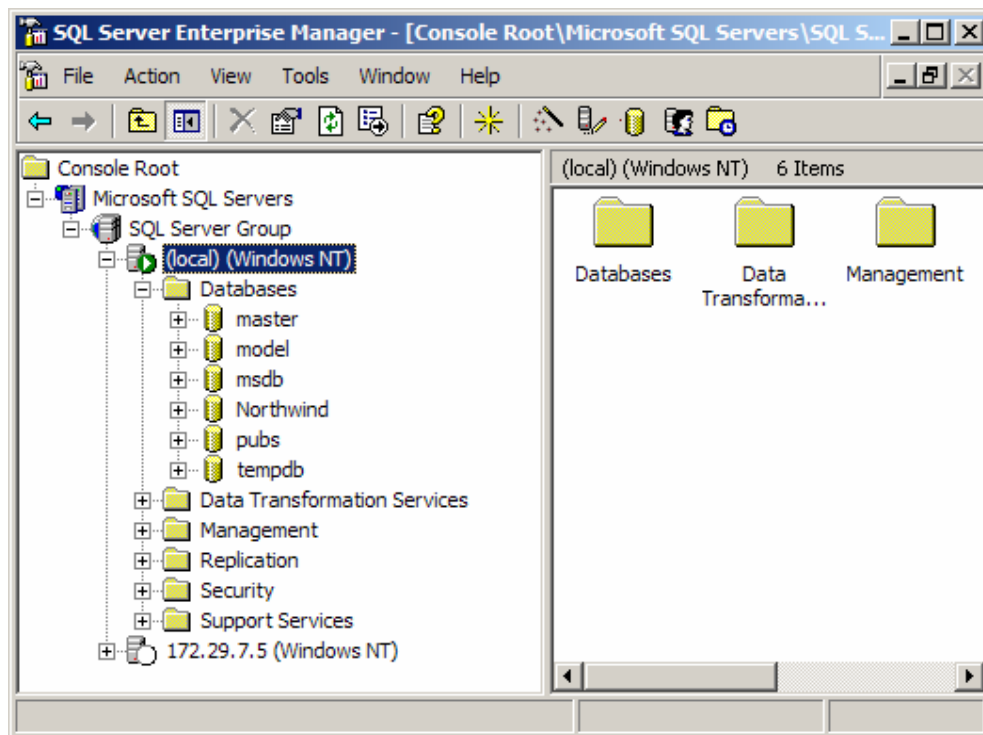 SQL Server Enterprise Manager - [Console Root\Microsoft SQL Servers\SQL S...
File Action View Tools Window Help
Console Root
Microsoft SQL Servers
SQL Server Group
(local) (Windows NT)
Databases
master
model
msdb
Northwind
pubs
tempdb
Data Transformation Services
Management
Replication
Security
Support Services
172.29.7.5 (Windows NT)
(local) (Windows NT) 6 Items
Databases
Data
Transforma...
Management